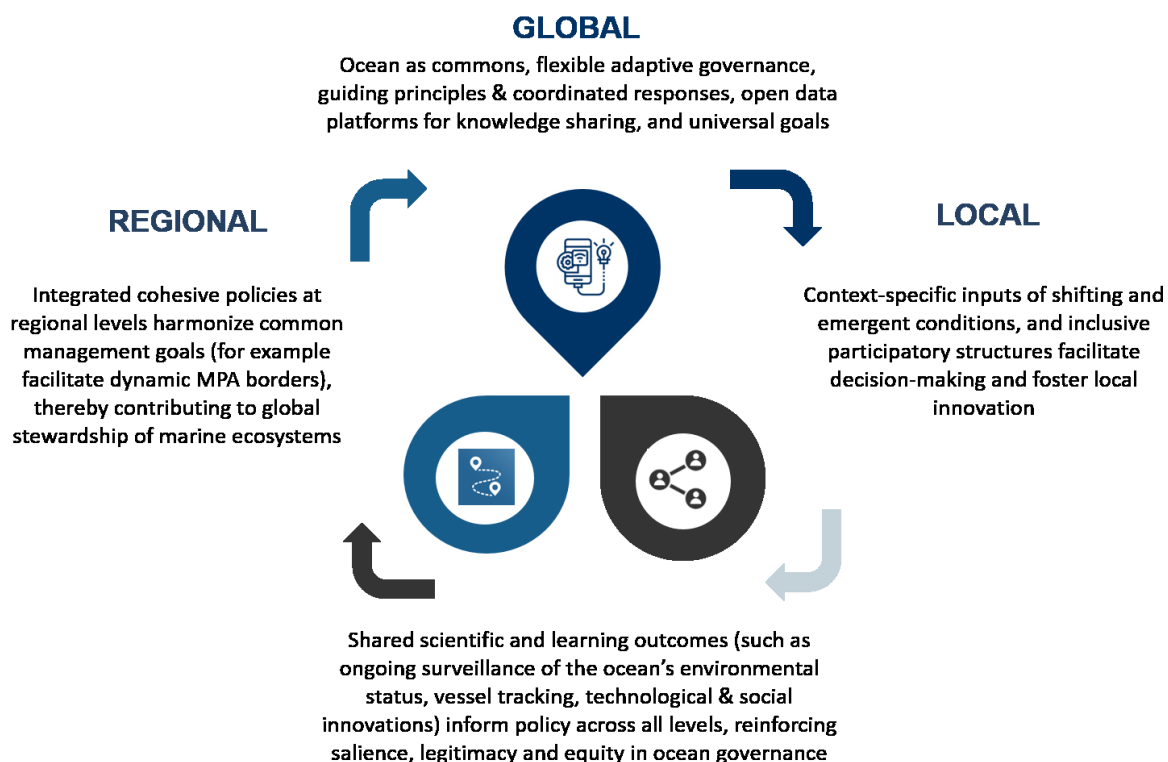 GLOBAL
Ocean as commons, flexible adaptive governance,
guiding principles & coordinated responses, open data
platforms for knowledge sharing, and universal goals
REGIONAL
Integrated cohesive policies at
regional levels harmonize common
management goals (for example
facilitate dynamic MPA borders),
thereby contributing to global
stewardship of marine ecosystems
LOCAL
Context-specific inputs of shifting and
emergent conditions, and inclusive
participatory structures facilitate
decision-making and foster local
innovation
Shared scientific and learning outcomes (such as
ongoing surveillance of the ocean’s environmental
status, vessel tracking, technological & social
innovations) inform policy across all levels, reinforcing
salience, legitimacy and equity in ocean governance